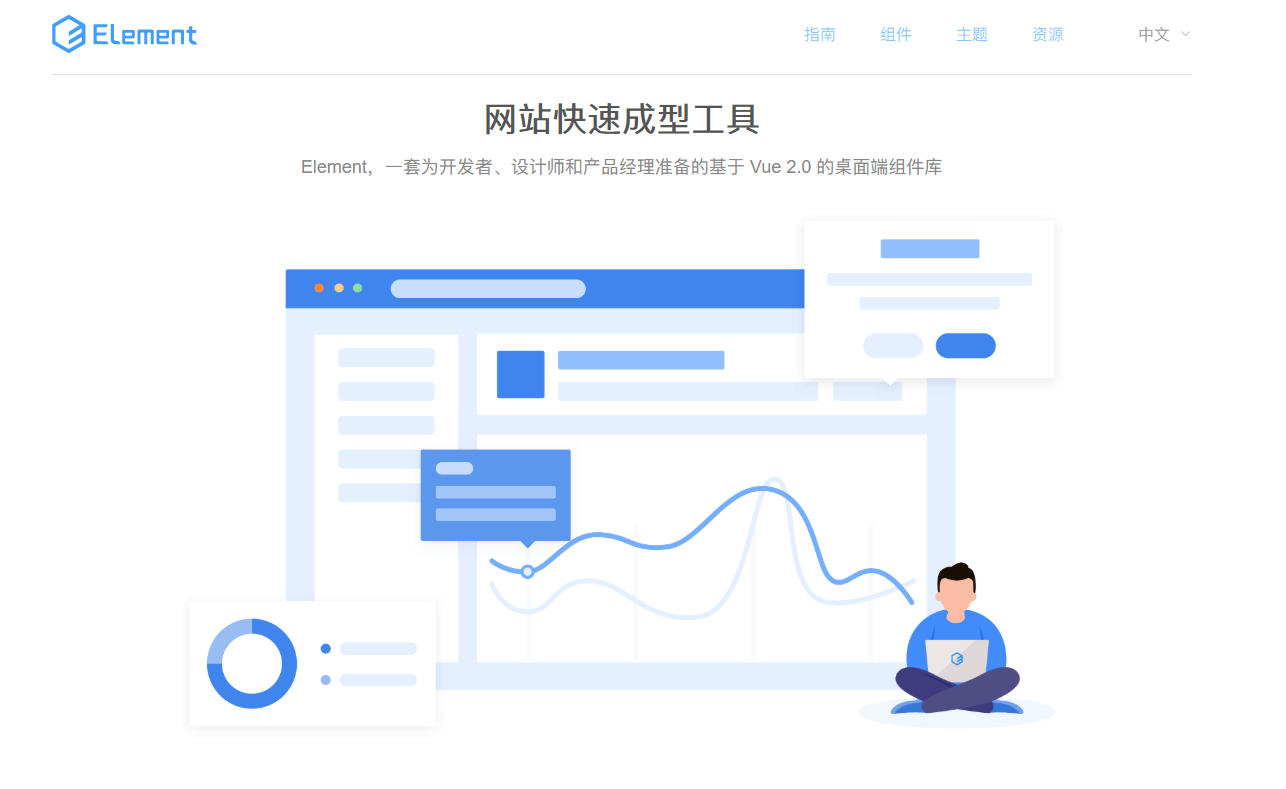 Element
指南 组件 主题 资源 中文
网站快速成型工具
Element，一套为开发者、设计师和产品经理准备的基于 Vue 2.0 的桌面端组件库